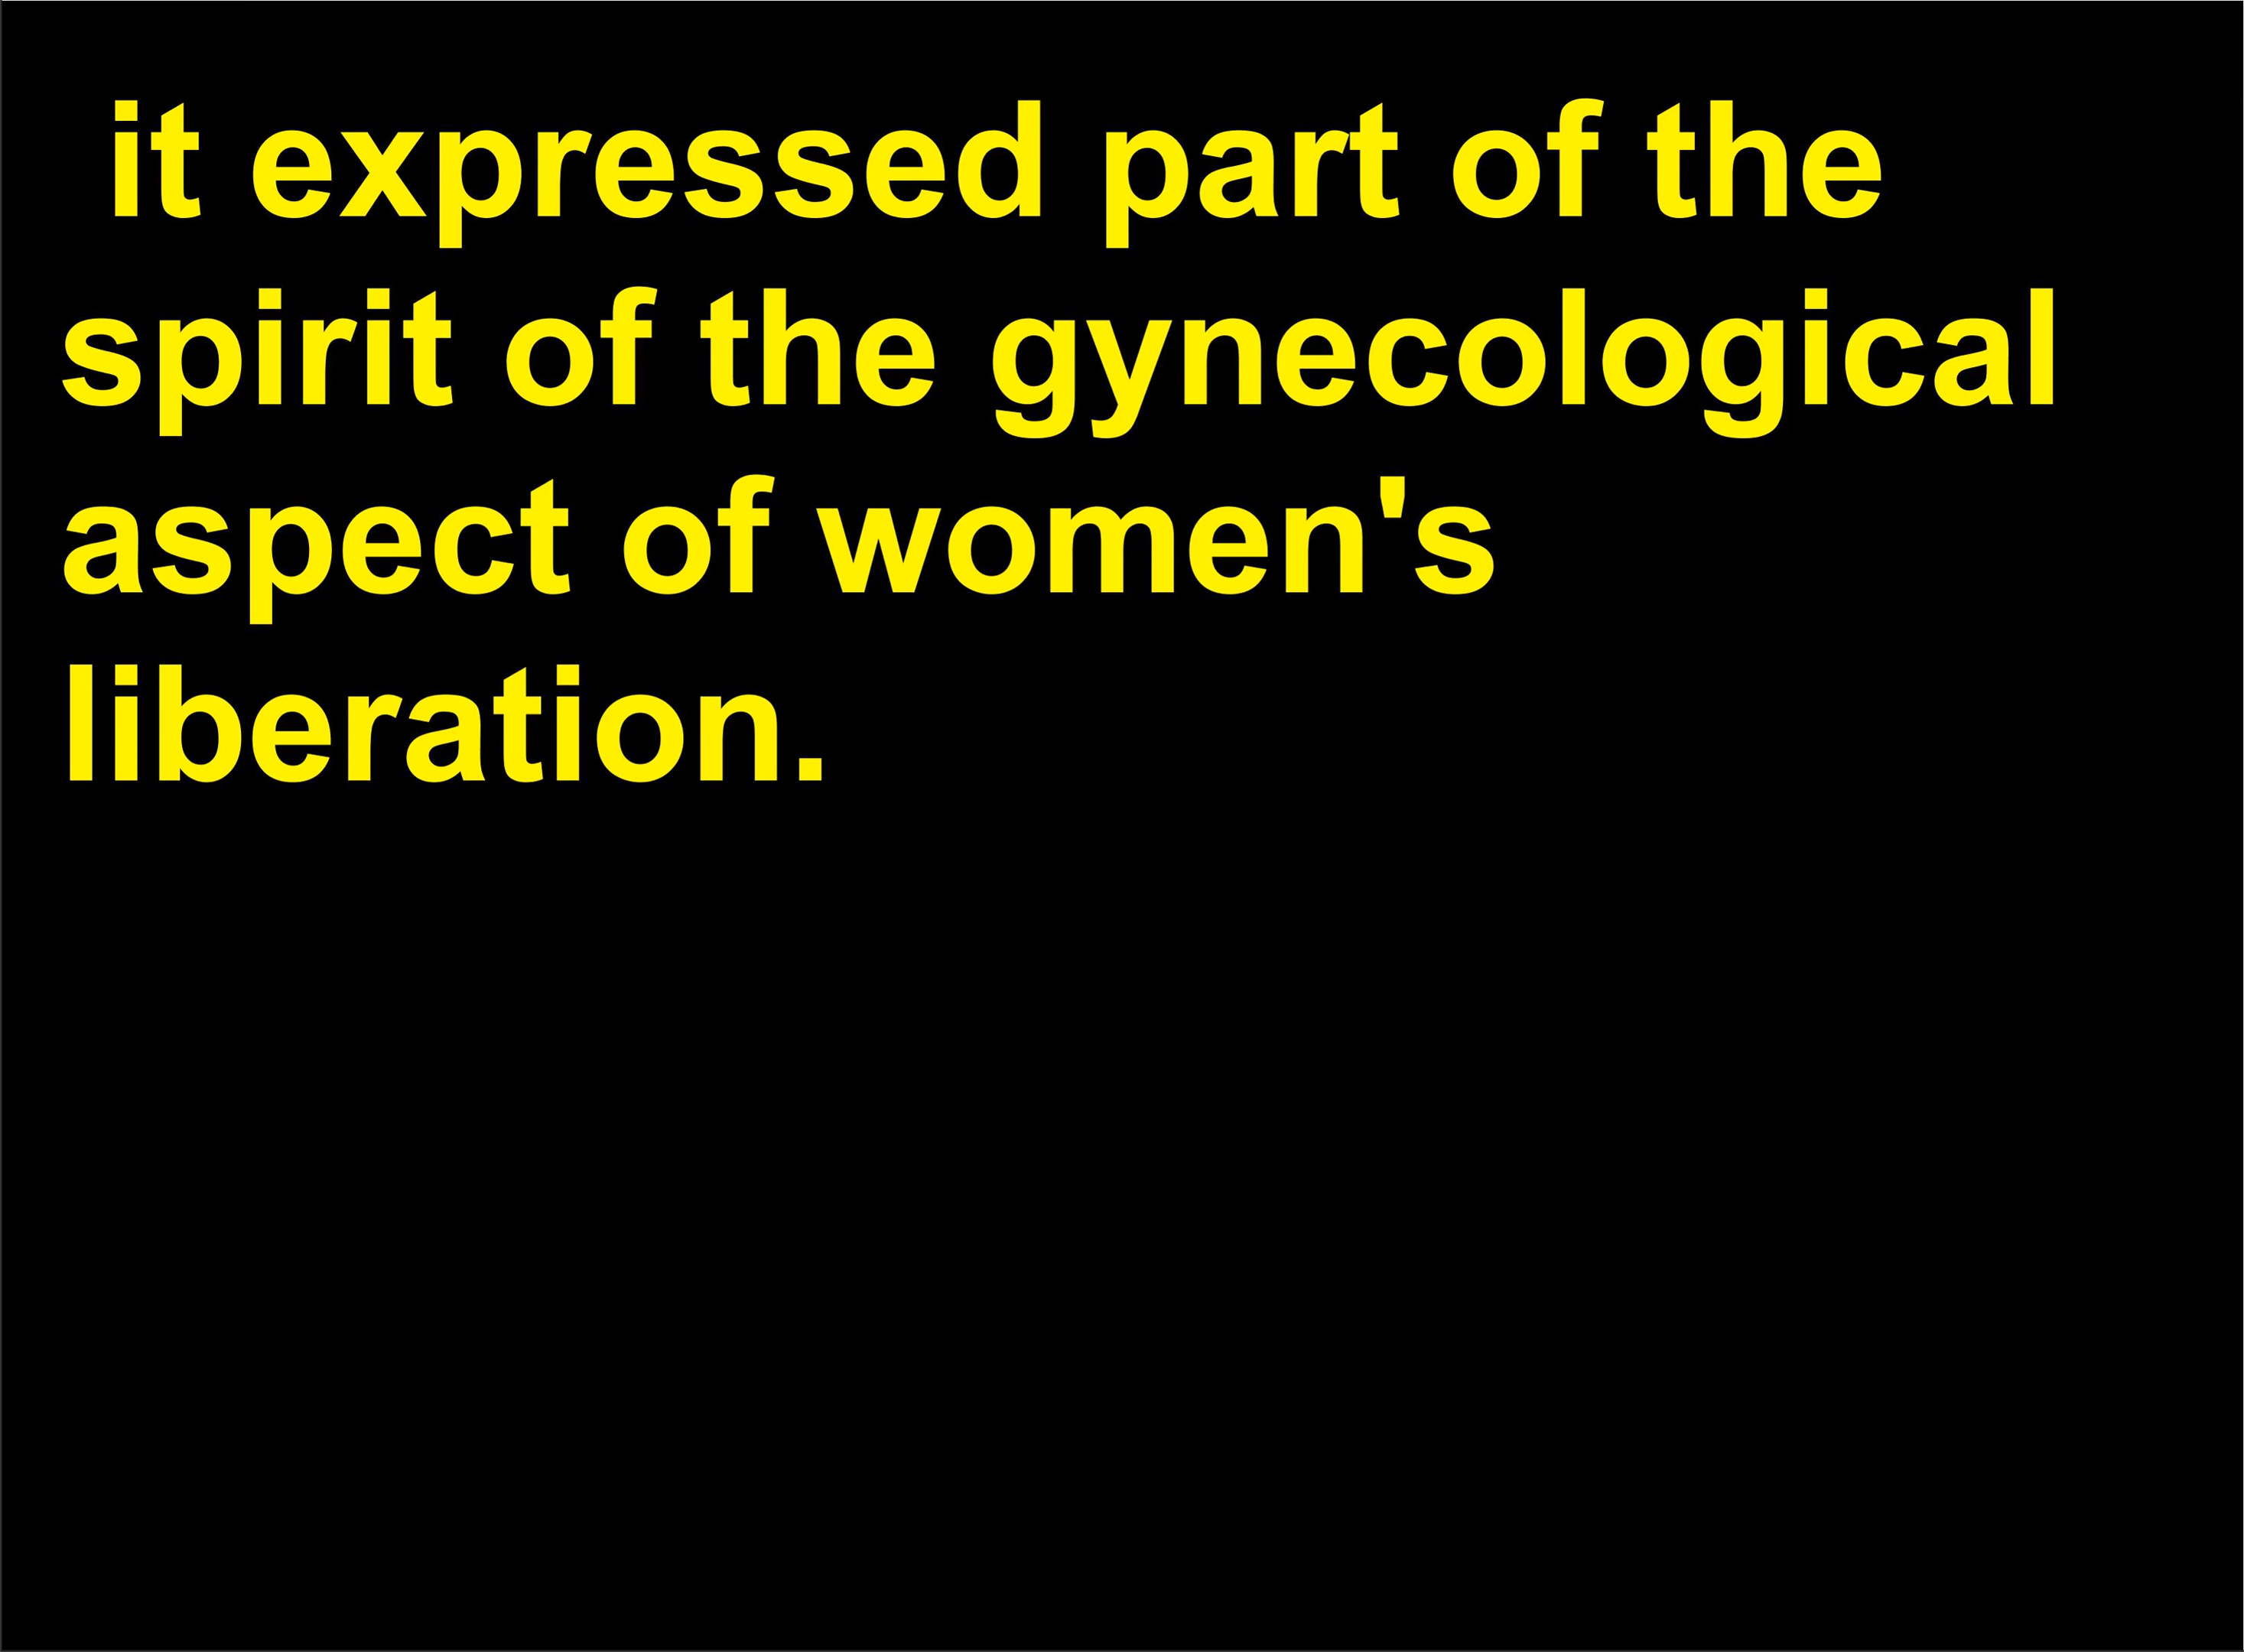 it expressed part of the
spirit of the gynecological
aspect of women's
liberation.